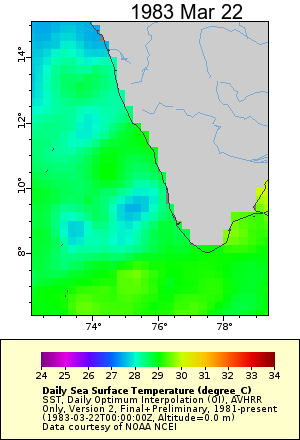 1983 Mar 22
14°
12°
10°
8°
74°
76°
78°
24 25 26 27 28 29 30 31 32 33 34
Daily Sea Surface Temperature (degree_C)
SST, Daily Optimum Interpolation (OI), AVHRR
Only, Version 2, Final+Preliminary, 1981-present
(1983-03-22T00:00:00Z, Altitude=0.0 m)
Data courtesy of NOAA NCEI